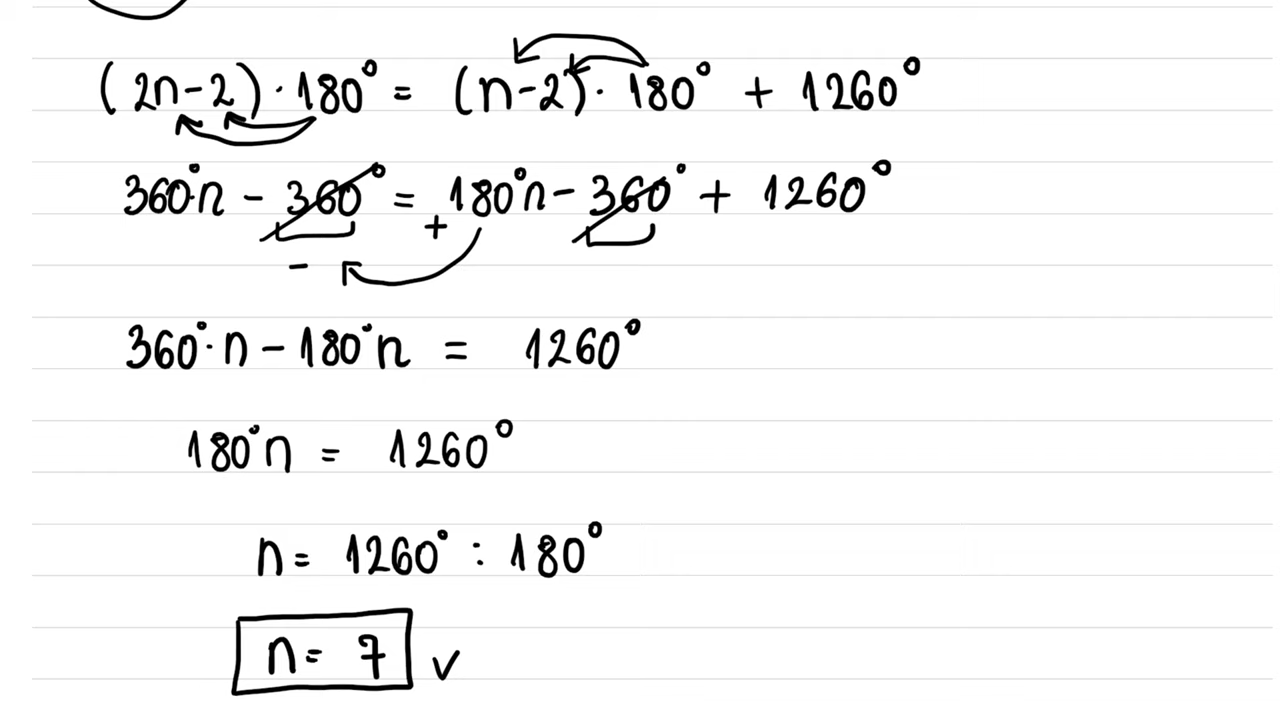 (2n-2)·180° = (n-2)·180° + 1260°
360°·n - 360° = 180°n - 360° + 1260°
+
-
360°·n - 180°n = 1260°
180°n = 1260°
n = 1260° : 180°
n = 7 v